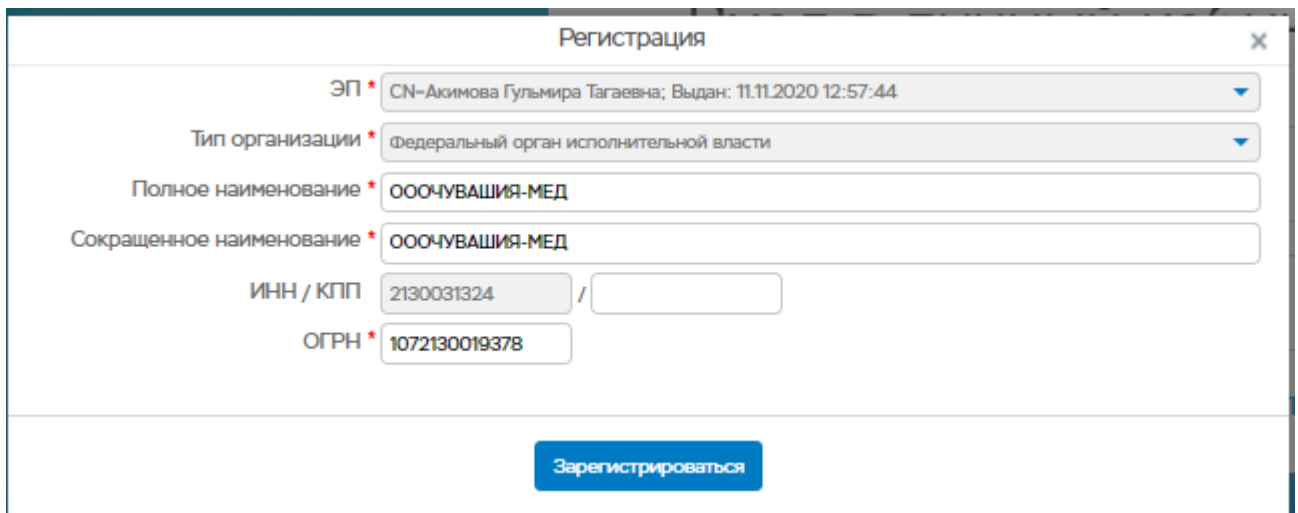 Регистрация
ЭП * CN-Акимова Гульмира Тагаевна; Выдан: 11.11.2020 12:57:44
Тип организации * Федеральный орган исполнительной власти
Полное наименование * ОООЧУВАШИЯ-МЕД
Сокращенное наименование * ОООЧУВАШИЯ-МЕД
ИНН / КПП 2130031324 /
ОГРН * 1072130019378
Зарегистрироваться